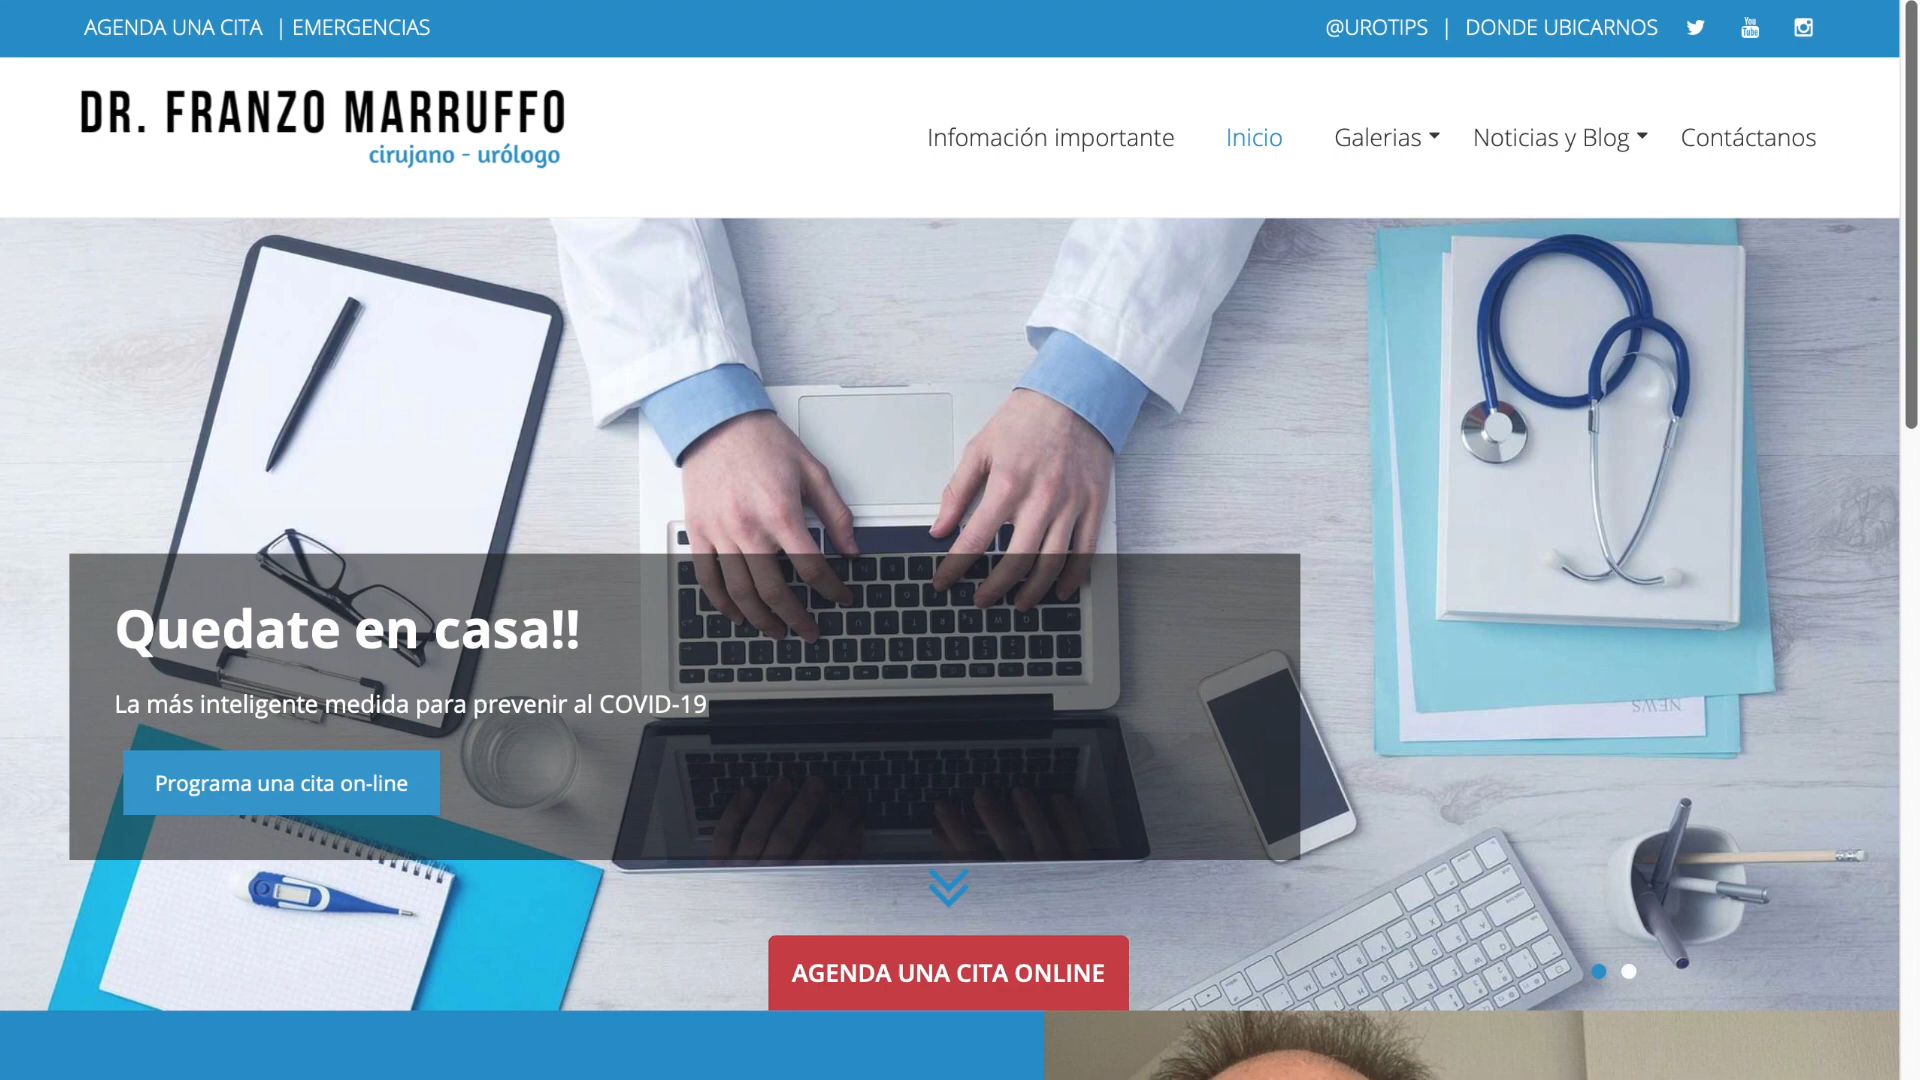 AGENDA UNA CITA | EMERGENCIAS
@UROTIPS | DONDE UBICARNOS
DR. FRANZO MARRUFFO
cirujano - urólogo
Infomación importante
Inicio
Galerias
Noticias y Blog
Contáctanos
NEWS
Quedate en casa!!
La más inteligente medida para prevenir al COVID-19
Programa una cita on-line
AGENDA UNA CITA ONLINE